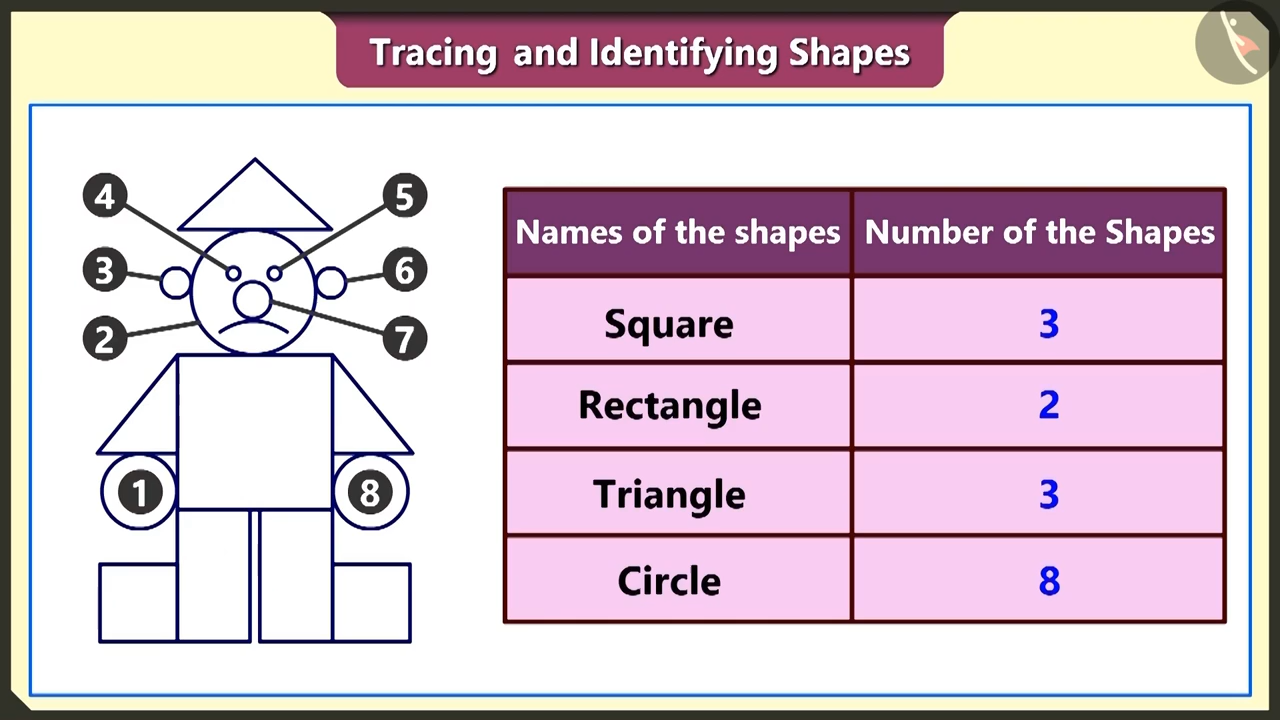 Tracing and Identifying Shapes
4 5
3 6
2 7
1 8
Names of the shapes Number of the Shapes
Square 3
Rectangle 2
Triangle 3
Circle 8